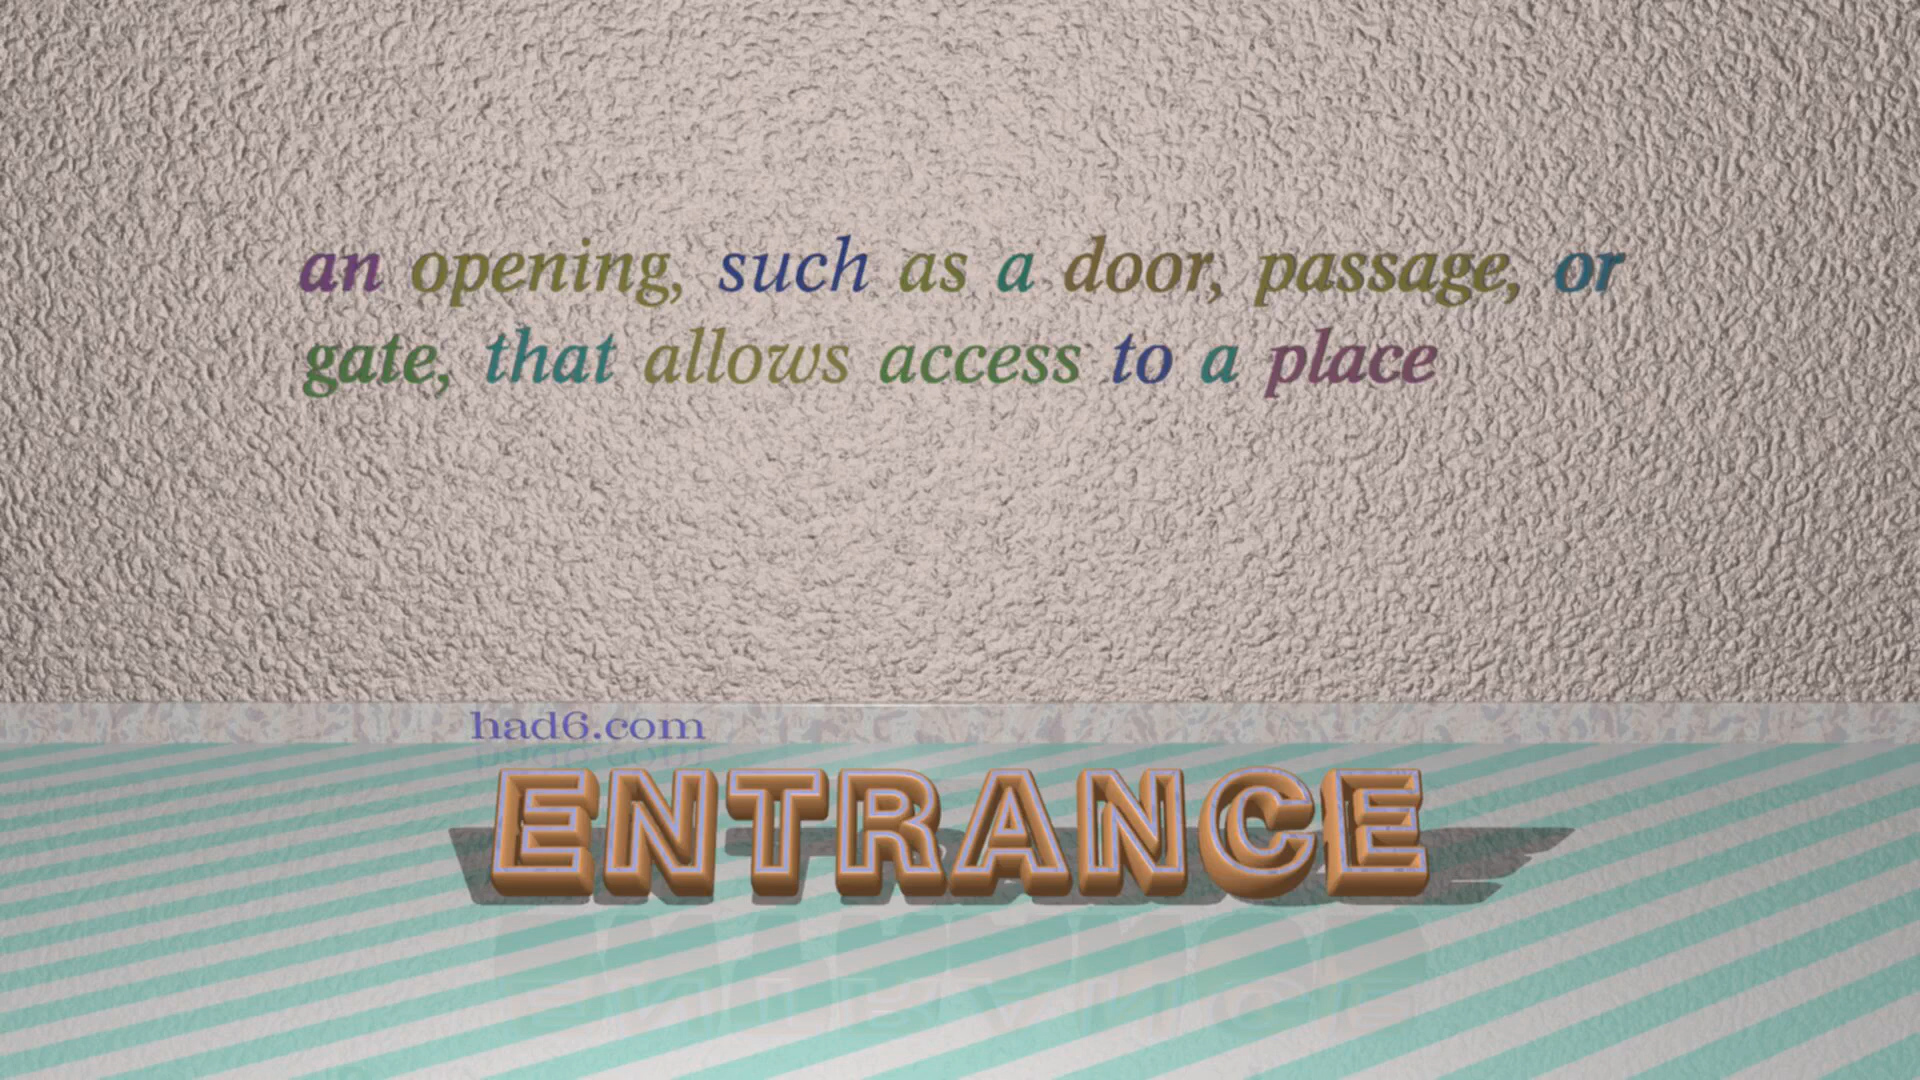 an opening, such as a door, passage, or
gate, that allows access to a place
had6.com
ENTRANCE